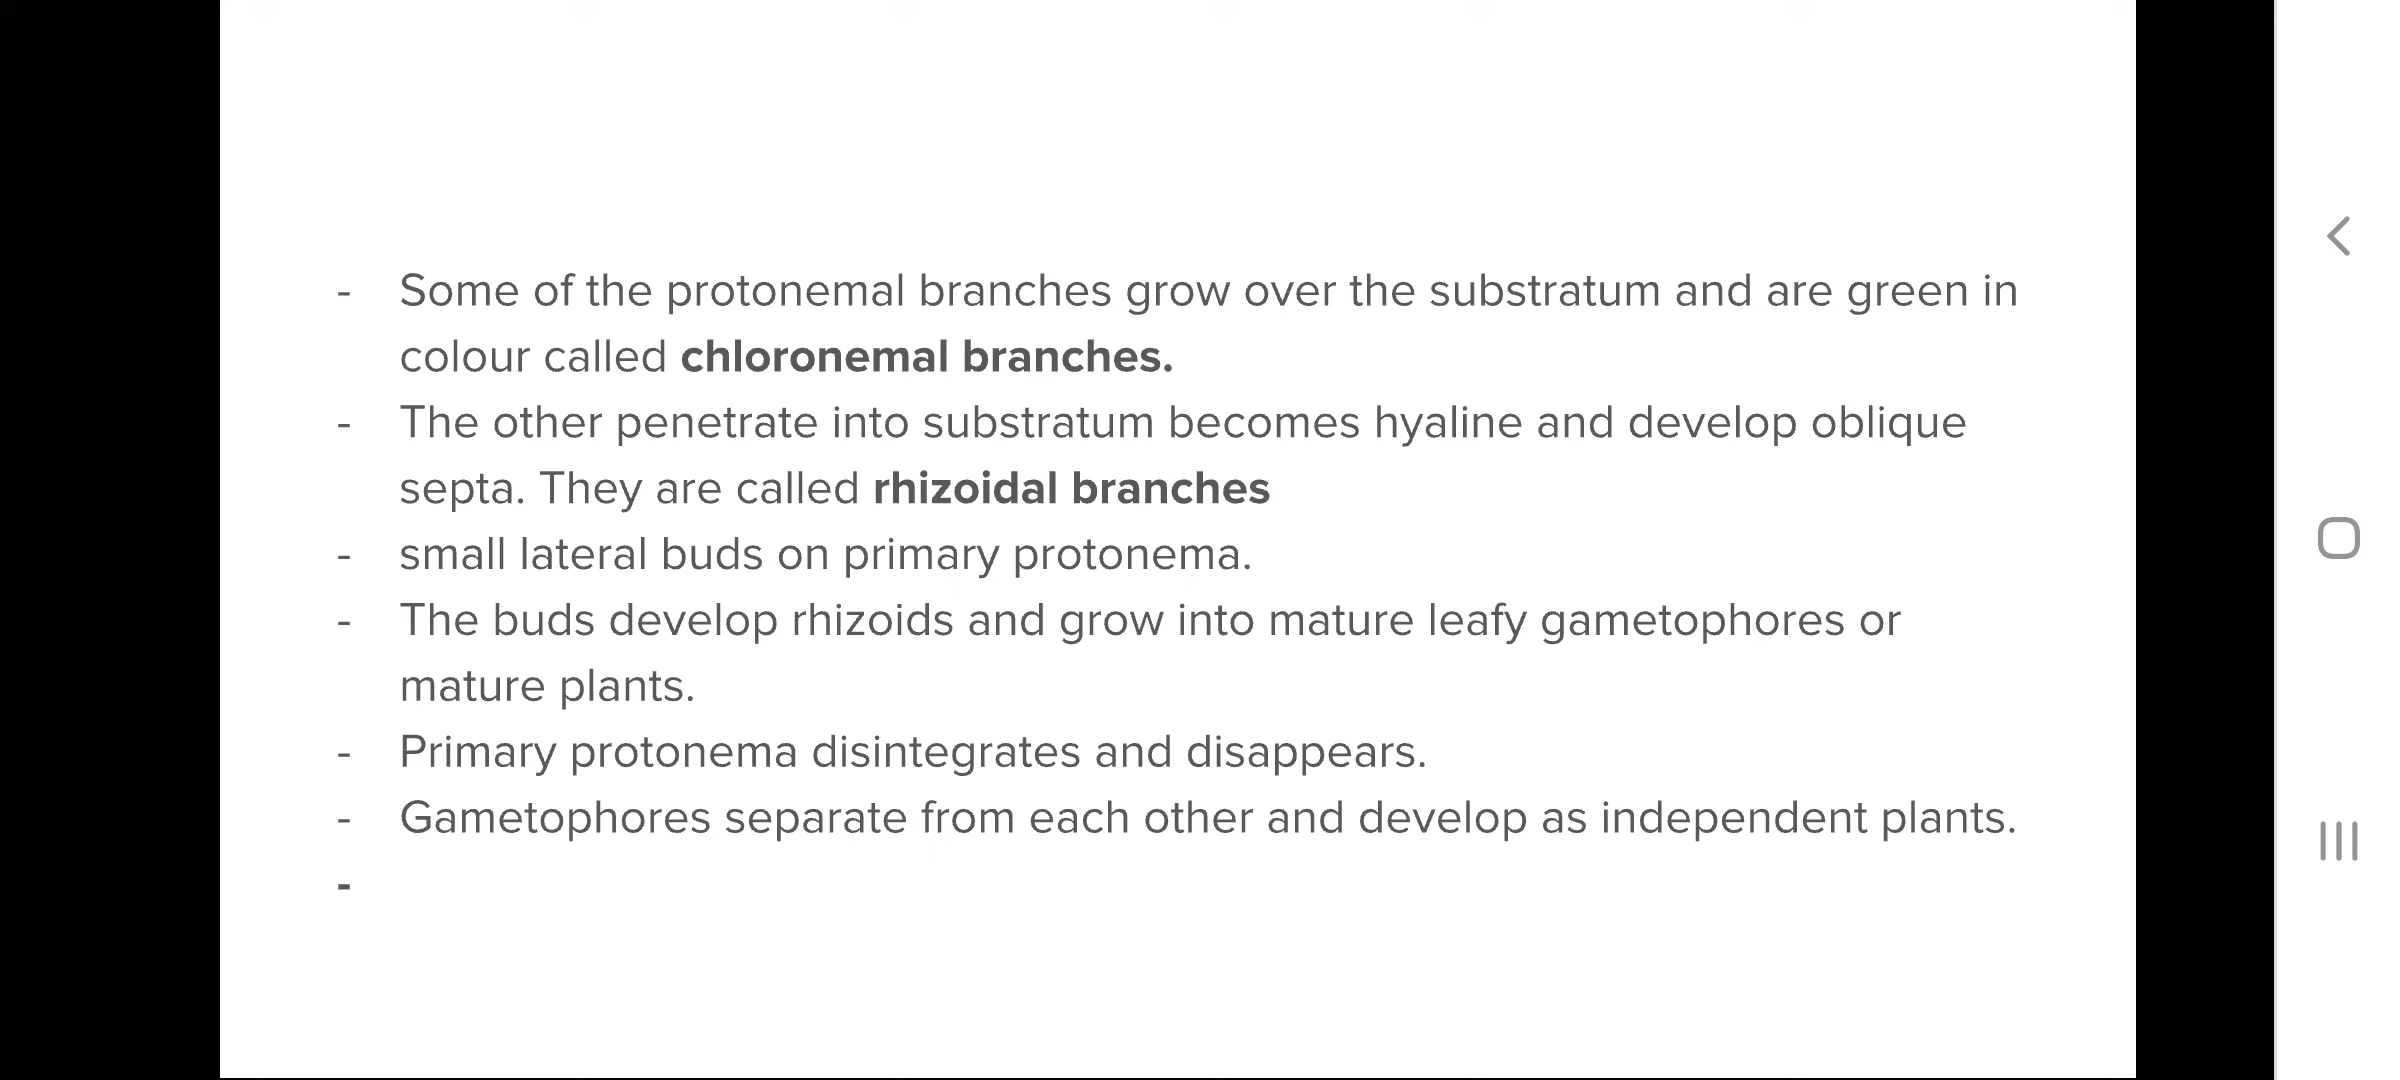 - Some of the protonemal branches grow over the substratum and are green in
colour called chloronemal branches.
- The other penetrate into substratum becomes hyaline and develop oblique
septa. They are called rhizoidal branches
- small lateral buds on primary protonema.
- The buds develop rhizoids and grow into mature leafy gametophores or
mature plants.
- Primary protonema disintegrates and disappears.
- Gametophores separate from each other and develop as independent plants.
-